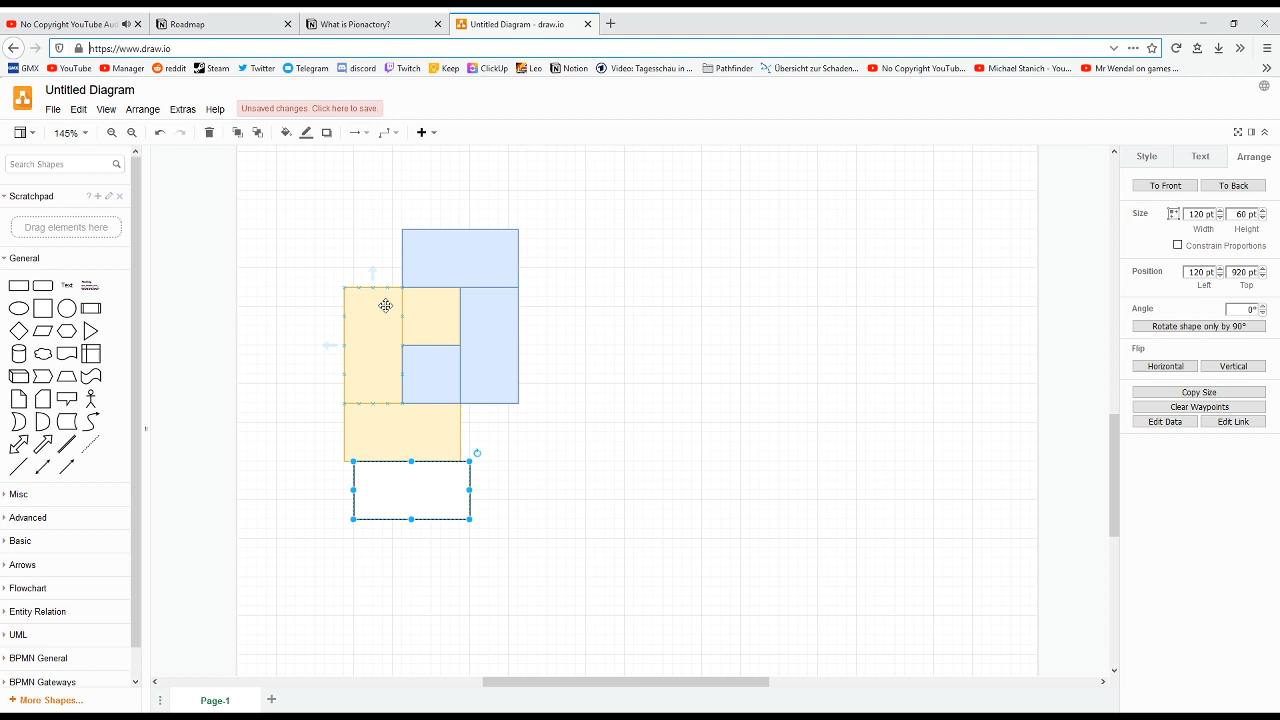 No Copyright YouTube Au
Roadmap
What is Pionactory?
Untitled Diagram - draw.io
https://www.draw.io
GMX
YouTube
Manager
reddit
Steam
Twitter
Telegram
discord
Twitch
Keep
ClickUp
Lo
Notion
Video: Tagesschau in ...
Pathfinder
Übersicht zu Schaden...
No Copyright YouTub...
Michael Stanich - You...
Mr Wendal on games...
Untitled Diagram
File Edit View Arrange Extras Help
Unsaved changes. Click here to save.
145%
Search Shapes
Scratchpad
?
Drag elements here
General
Text
Misc
Advanced
Basic
Arrows
Flowchart
Entity Relation
UML
BPMN General
BPMN Gateways
+ More Shapes...
Page-1
Style Text Arrange
To Front To Back
Size 120 pt 60 pt
Width Height
Constrain Proportions
Position 120 pt 920 pt
Left Top
Angle 0°
Rotate shape only by 90°
Flip
Horizontal Vertical
Copy Size
Clear Waypoints
Edit Data Edit Link